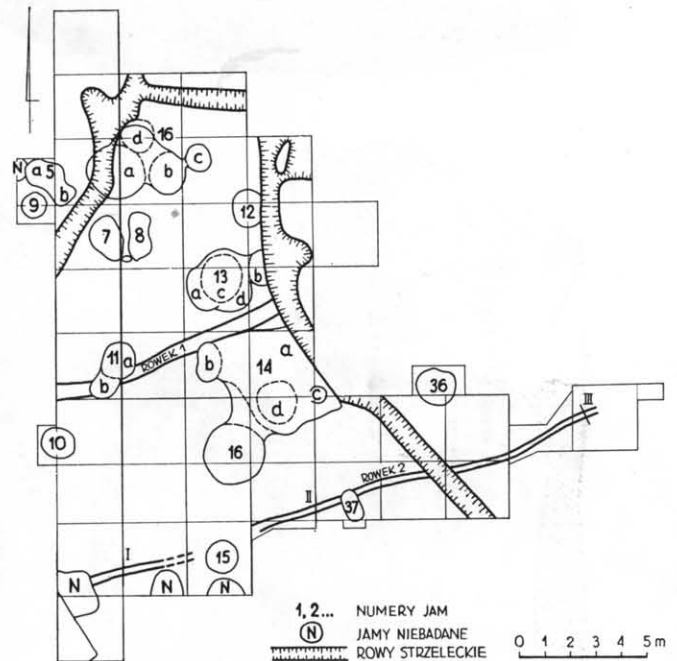 d 16
a b c
N a 5
b
9
12
7 8
13 b
a c d
11 a ROWEK 1 b a
b 14
c 36
d
III
10
16
ROWEK 2
II
37
I
15
N N N
1, 2... NUMERY JAM
N JAMY NIEBADANE
ROWY STRZELECKIE
0 1 2 3 4 5 m